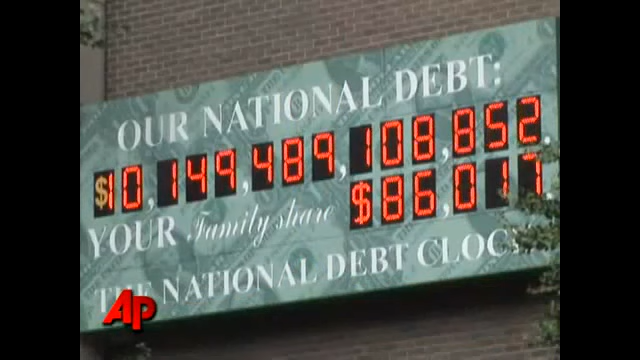 OUR NATIONAL DEBT:
$10,149,489,108,852.
YOUR Family share $86,017
THE NATIONAL DEBT CLOCK
AP